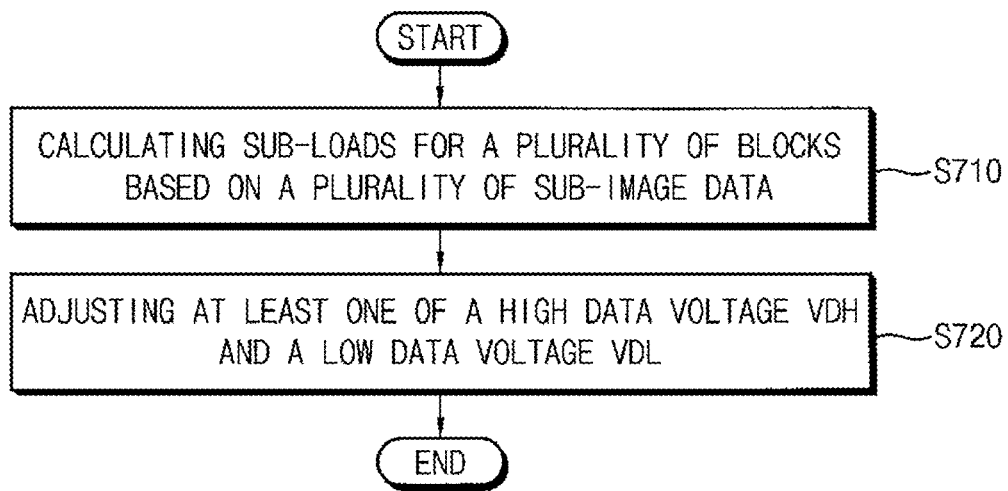 START
CALCULATING SUB-LOADS FOR A PLURALITY OF BLOCKS
BASED ON A PLURALITY OF SUB-IMAGE DATA
S710
ADJUSTING AT LEAST ONE OF A HIGH DATA VOLTAGE VDH
AND A LOW DATA VOLTAGE VDL
S720
END